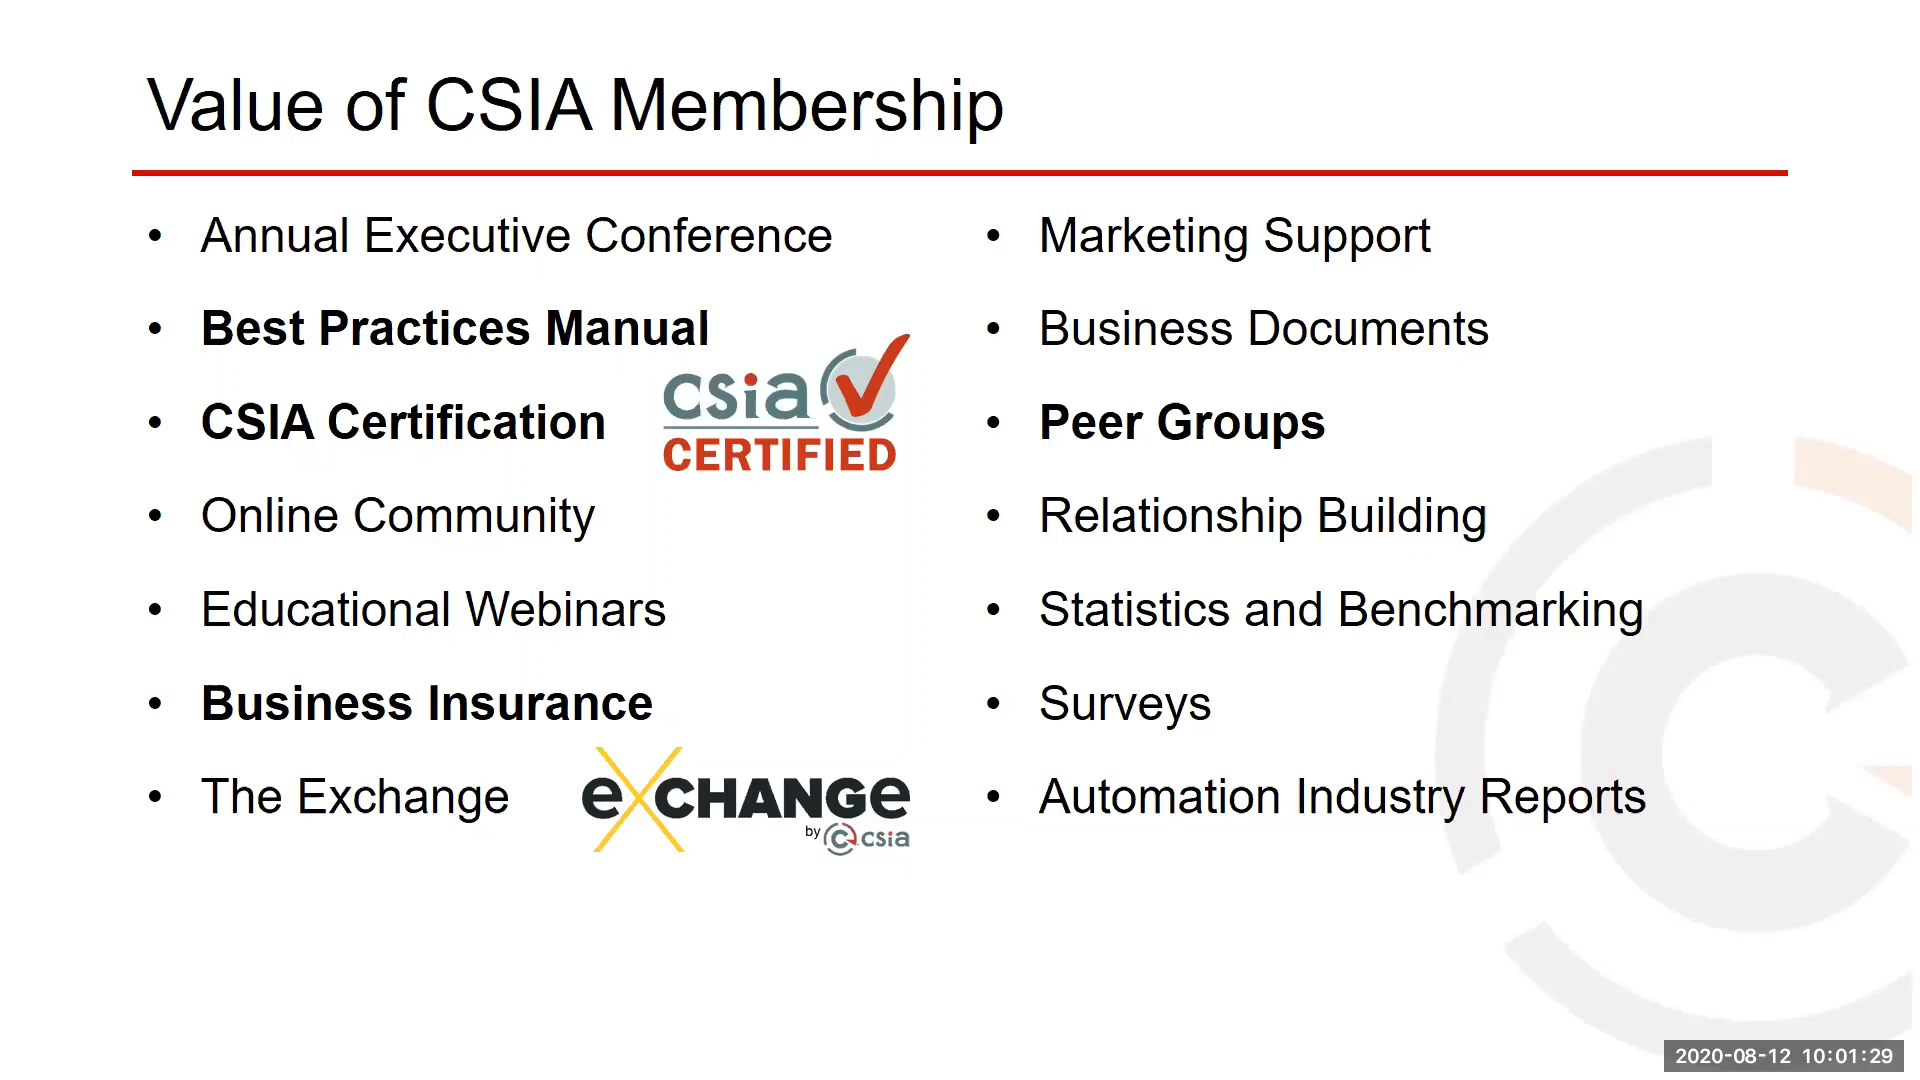 Value of CSIA Membership
• Annual Executive Conference
• Best Practices Manual
• CSIA Certification
csia
CERTIFIED
• Online Community
• Educational Webinars
• Business Insurance
• The Exchange
eXCHANGe
by csia
• Marketing Support
• Business Documents
• Peer Groups
• Relationship Building
• Statistics and Benchmarking
• Surveys
• Automation Industry Reports
2020-08-12 10:01:29